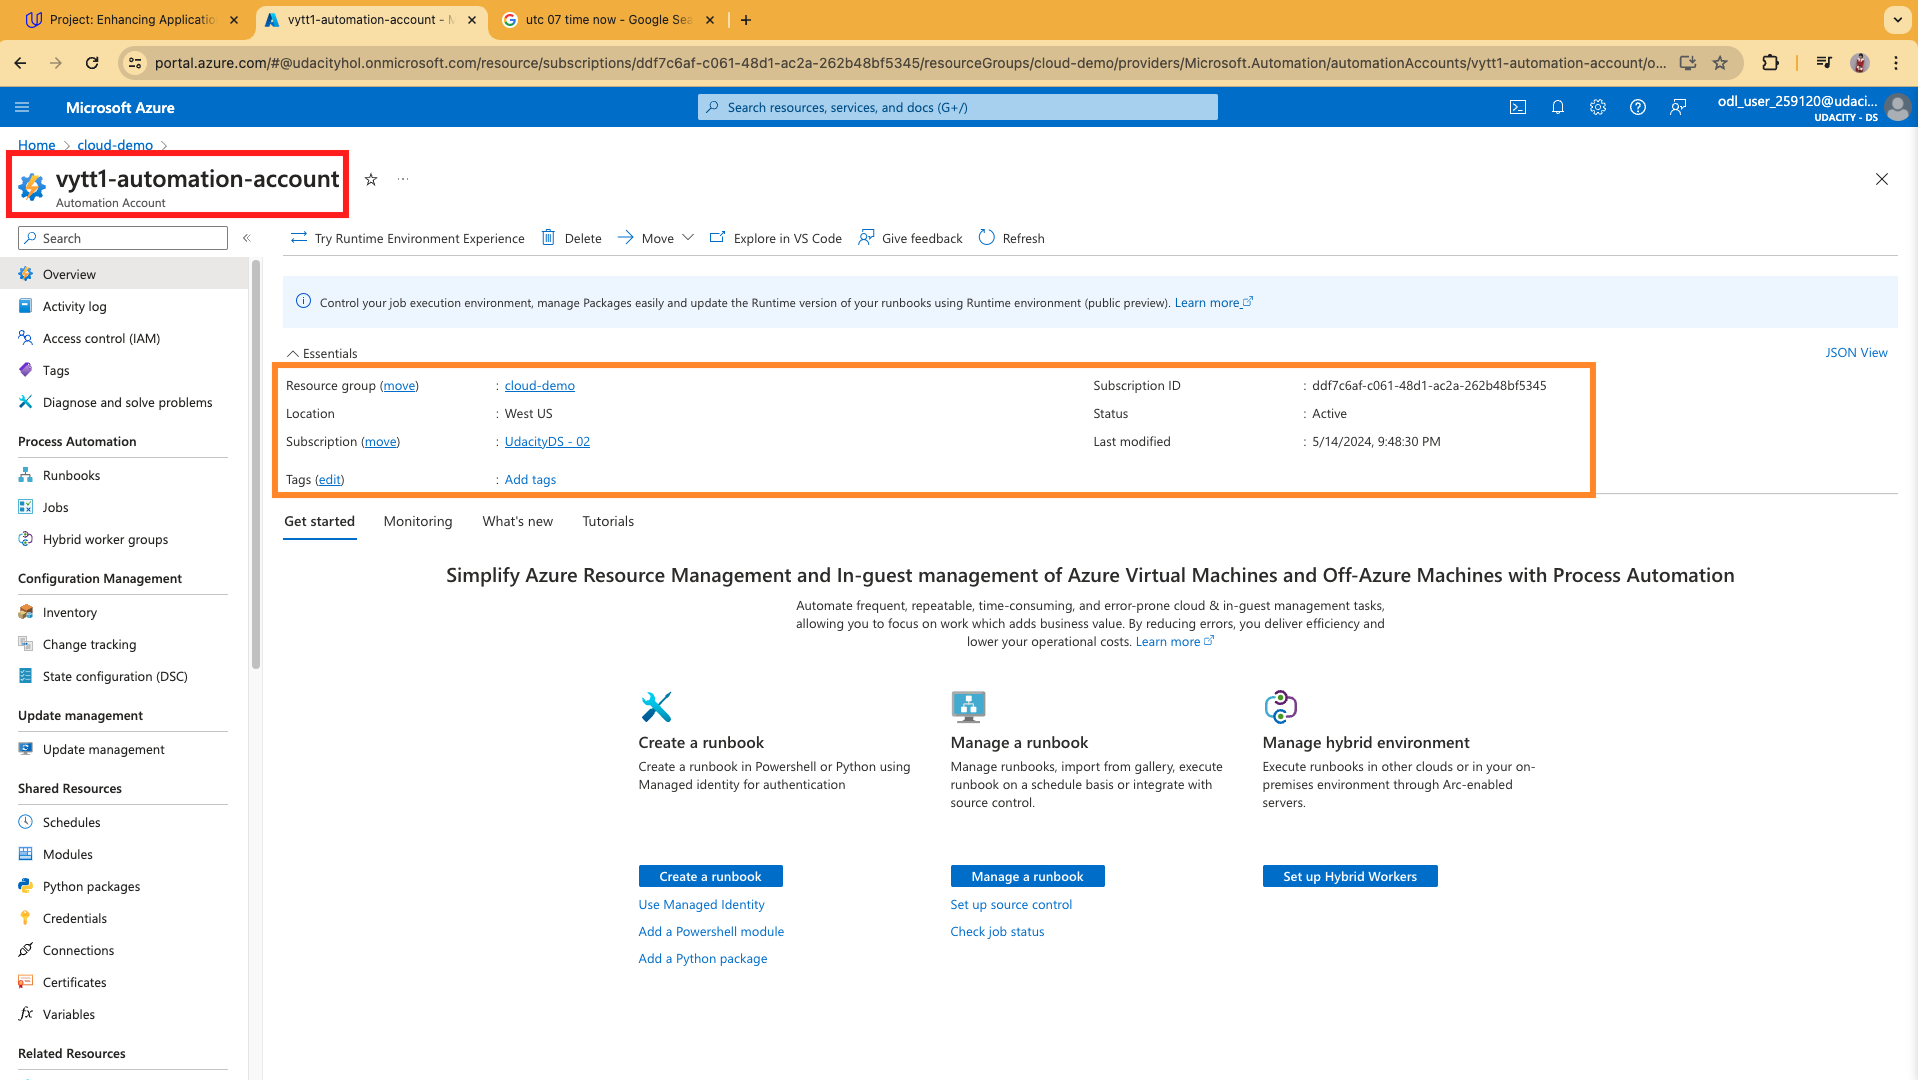 Project: Enhancing Applicatio
vytt1-automation-account - M
utc 07 time now - Google Sea
portal.azure.com/#@udacityhol.onmicrosoft.com/resource/subscriptions/ddf7c6af-c061-48d1-ac2a-262b48bf5345/resourceGroups/cloud-demo/providers/Microsoft.Automation/automationAccounts/vytt1-automation-account/o...
Microsoft Azure
Search resources, services, and docs (G+/)
odl_user_259120@udaci...
UDACITY - DS
Home > cloud-demo >
vytt1-automation-account
Automation Account
Search
Try Runtime Environment Experience
Delete
Move
Explore in VS Code
Give feedback
Refresh
Overview
Activity log
Access control (IAM)
Tags
Diagnose and solve problems
Process Automation
Runbooks
Jobs
Hybrid worker groups
Configuration Management
Inventory
Change tracking
State configuration (DSC)
Update management
Update management
Shared Resources
Schedules
Modules
Python packages
Credentials
Connections
Certificates
Variables
Related Resources
Control your job execution environment, manage Packages easily and update the Runtime version of your runbooks using Runtime environment (public preview). Learn more
Essentials
JSON View
Resource group (move) : cloud-demo
Location : West US
Subscription (move) : UdacityDS - 02
Tags (edit) : Add tags
Subscription ID : ddf7c6af-c061-48d1-ac2a-262b48bf5345
Status : Active
Last modified : 5/14/2024, 9:48:30 PM
Get started
Monitoring
What's new
Tutorials
Simplify Azure Resource Management and In-guest management of Azure Virtual Machines and Off-Azure Machines with Process Automation
Automate frequent, repeatable, time-consuming, and error-prone cloud & in-guest management tasks,
allowing you to focus on work which adds business value. By reducing errors, you deliver efficiency and
lower your operational costs. Learn more
Create a runbook
Create a runbook in Powershell or Python using
Managed identity for authentication
Create a runbook
Use Managed Identity
Add a Powershell module
Add a Python package
Manage a runbook
Manage runbooks, import from gallery, execute
runbook on a schedule basis or integrate with
source control.
Manage a runbook
Set up source control
Check job status
Manage hybrid environment
Execute runbooks in other clouds or in your on-
premises environment through Arc-enabled
servers.
Set up Hybrid Workers